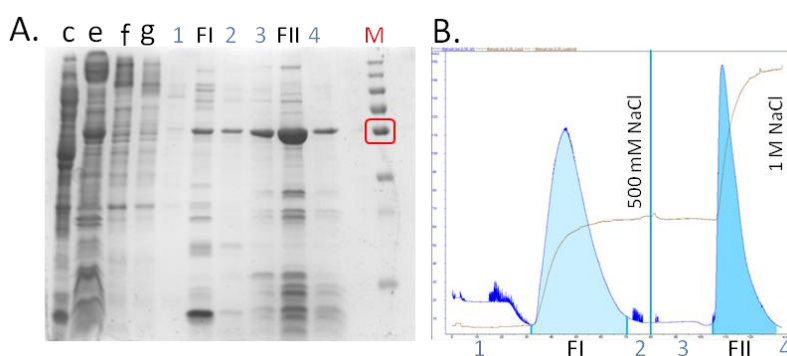 A.
c e f g 1 FI 2 3 FII 4 M
B.
500 mM NaCl
1 M NaCl
1 FI 2 3 FII 4